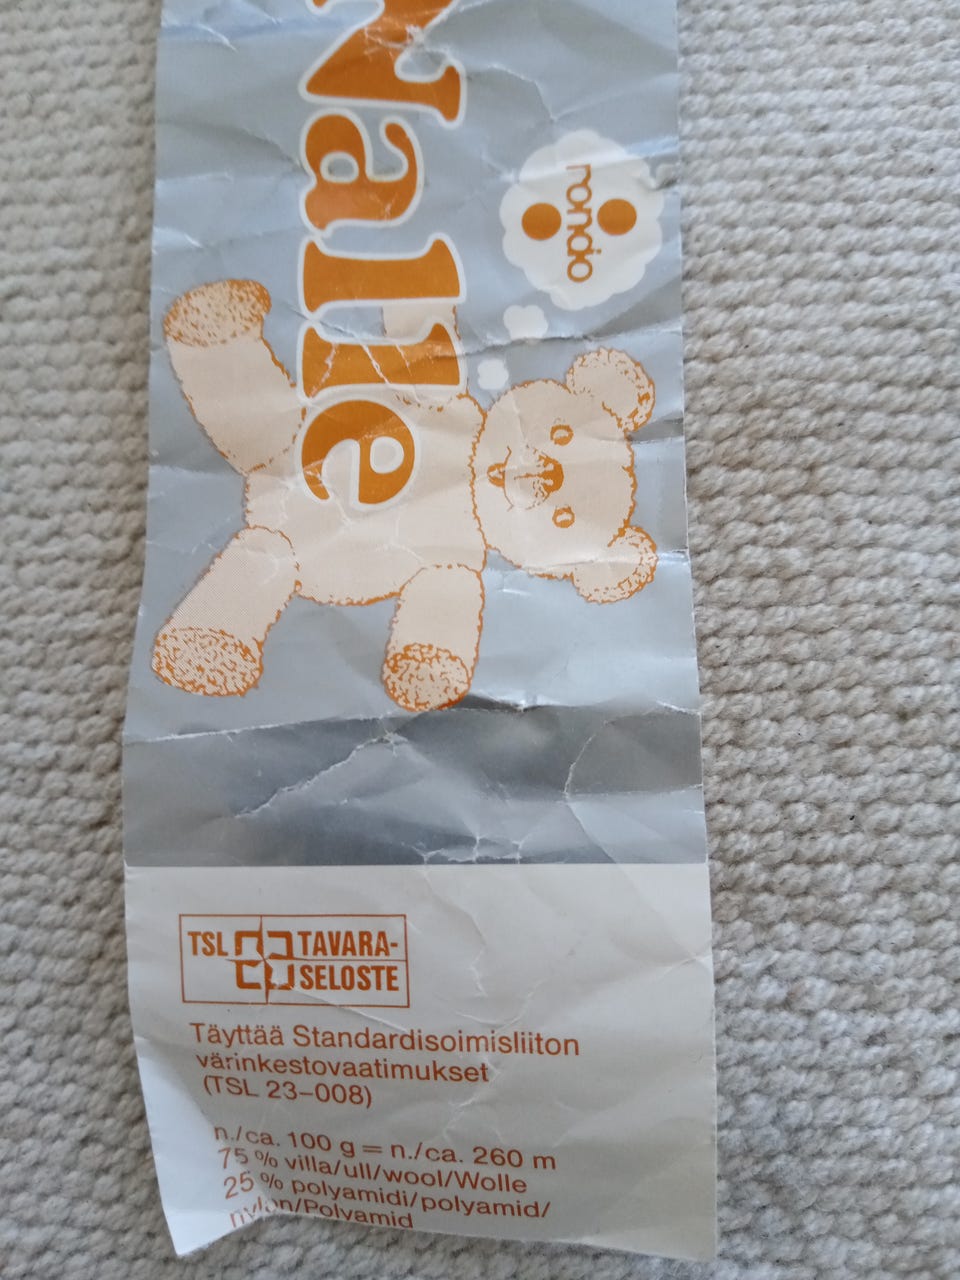 Nalle
rondo
TSL TAVARA-
SELOSTE
Täyttää Standardisoimisliiton
värinkestovaatimukset
(TSL 23-008)
n./ca. 100 g = n./ca. 260 m
75 % villa/ull/wool/Wolle
25 % polyamidi/polyamid/
nylon/Polyamid